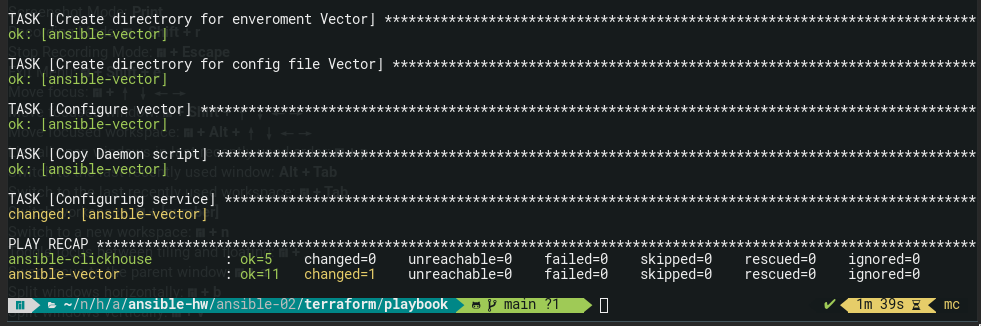 TASK [Create directory for enveroment Vector] **************************************************************************
ok: [ansible-vector]
TASK [Create directory for config file Vector] *************************************************************************
ok: [ansible-vector]
TASK [Configure vector] *************************************************************************************************
ok: [ansible-vector]
TASK [Copy Daemon script] ***********************************************************************************************
ok: [ansible-vector]
TASK [Configuring service] **********************************************************************************************
changed: [ansible-vector]
PLAY RECAP **************************************************************************************************************
ansible-clickhouse : ok=5 changed=0 unreachable=0 failed=0 skipped=0 rescued=0 ignored=0
ansible-vector : ok=11 changed=1 unreachable=0 failed=0 skipped=0 rescued=0 ignored=0
~/n/h/a/ansible-hw/ansible-02/terraform/playbook main ?1 ✔ 1m 39s mc